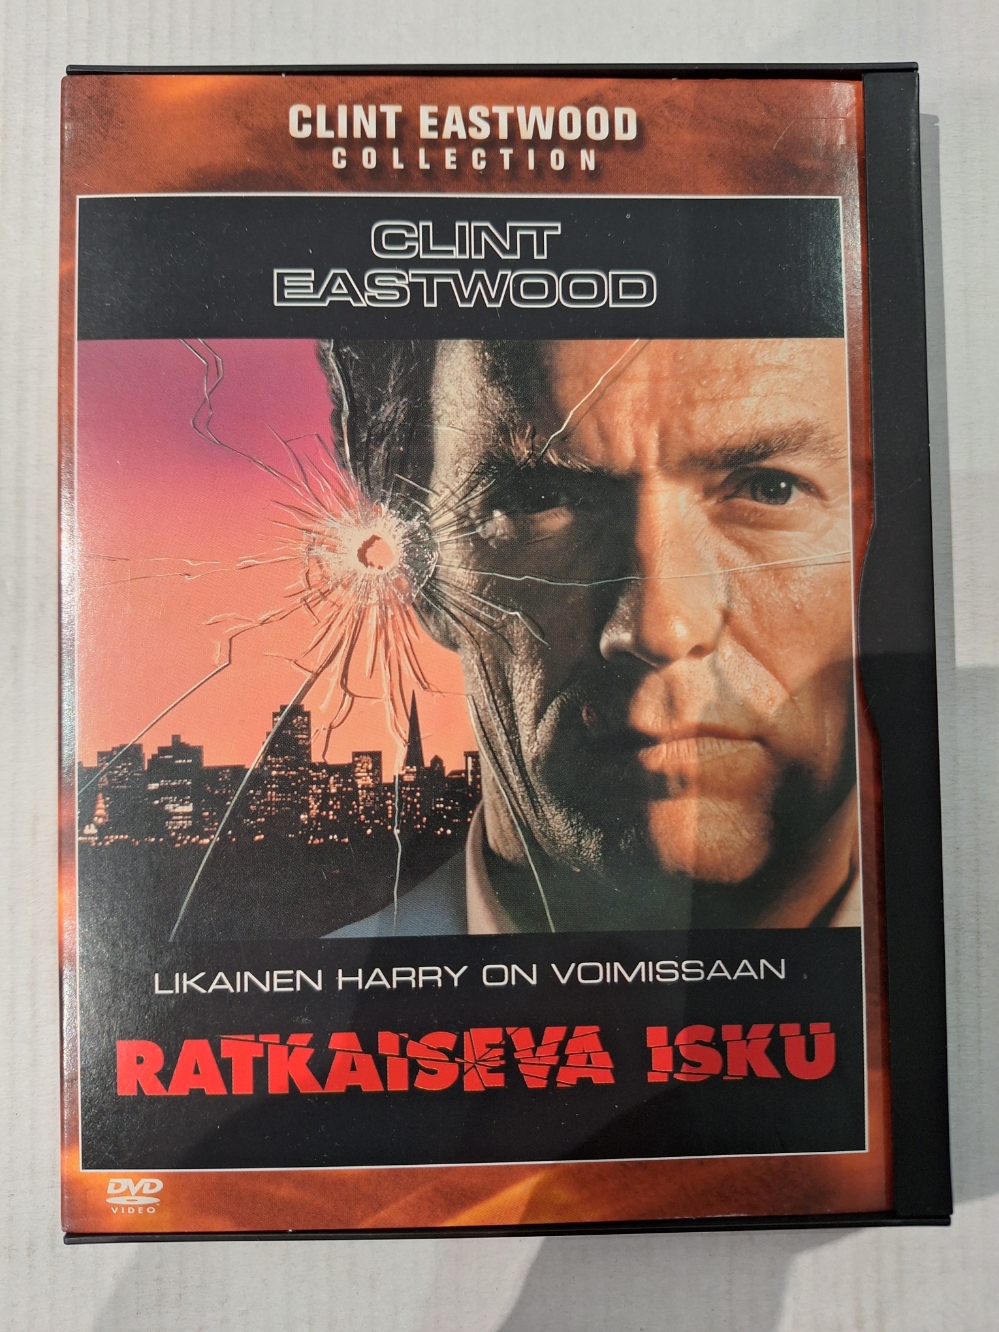 CLINT EASTWOOD
COLLECTION
CLINT
EASTWOOD
LIKAINEN HARRY ON VOIMISSAAN
RATKAISEVA ISKU
DVD
VIDEO